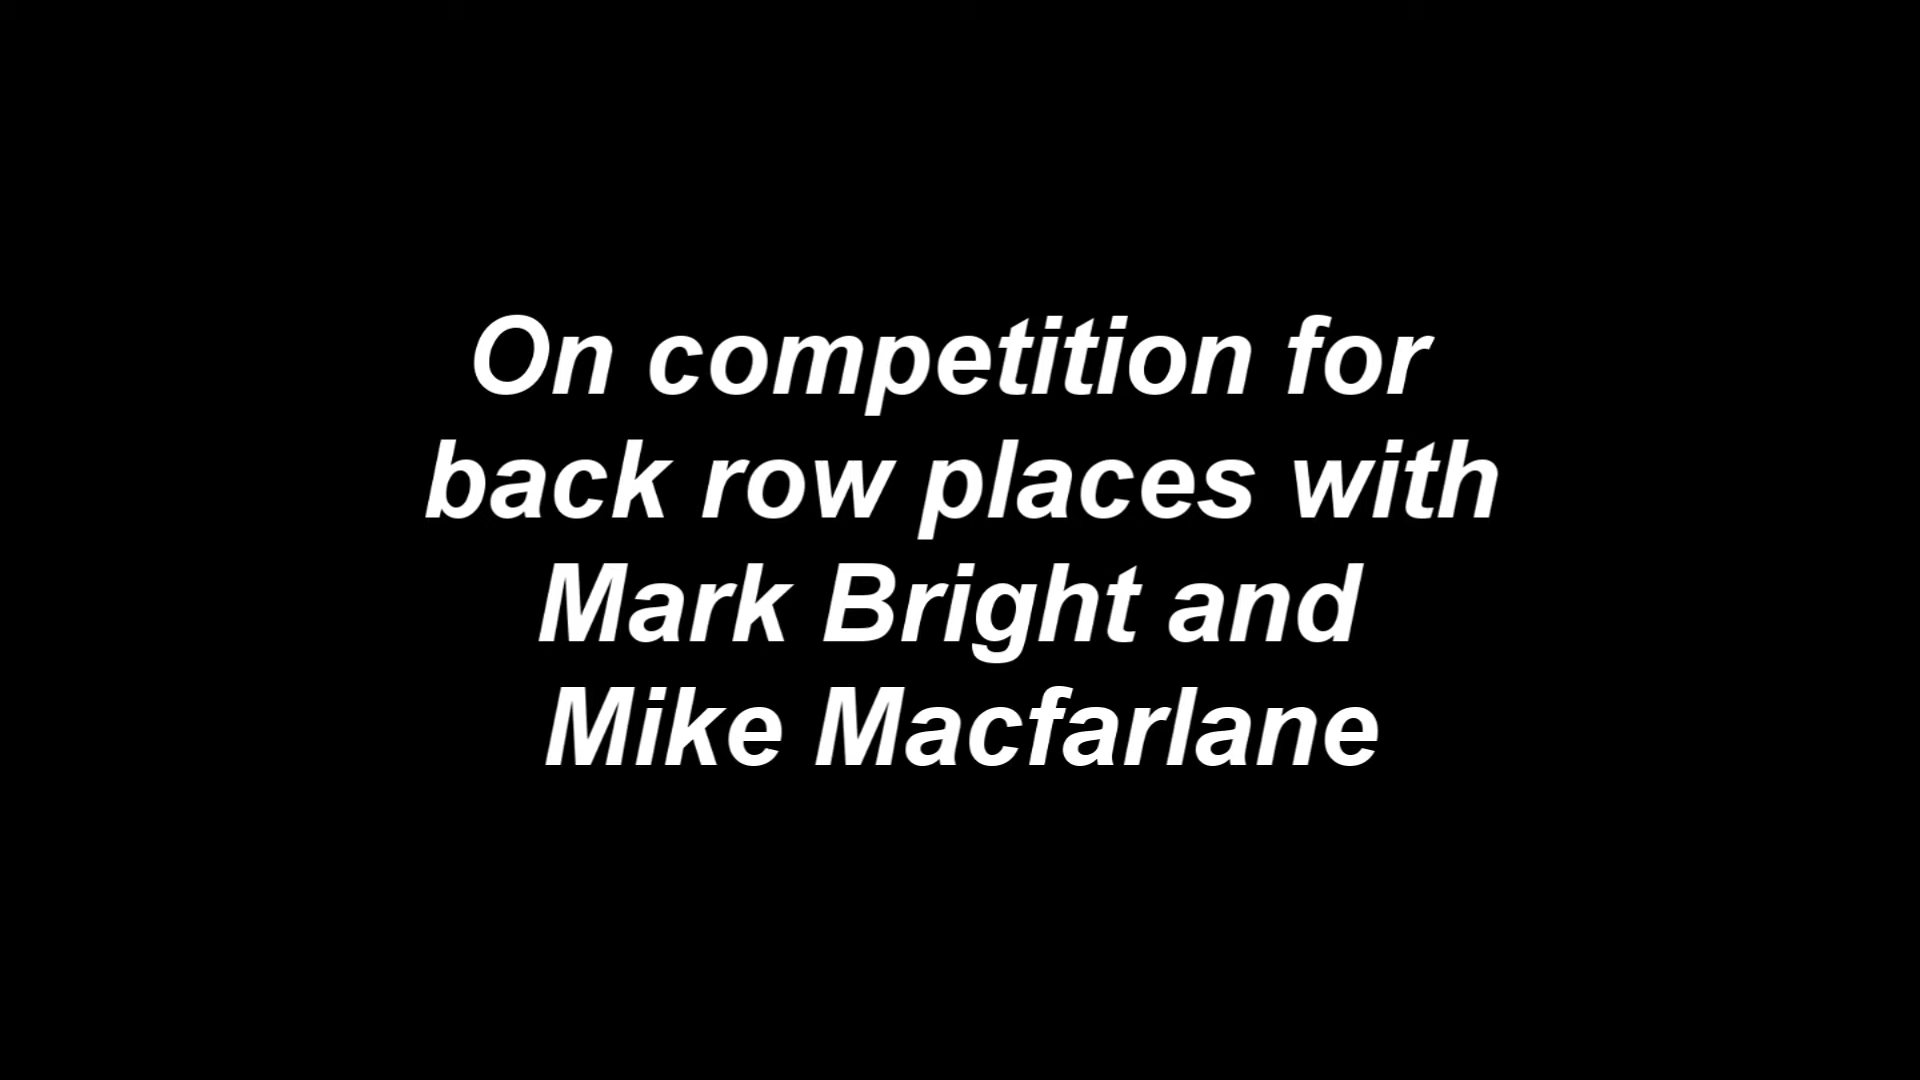 On competition for
back row places with
Mark Bright and
Mike Macfarlane